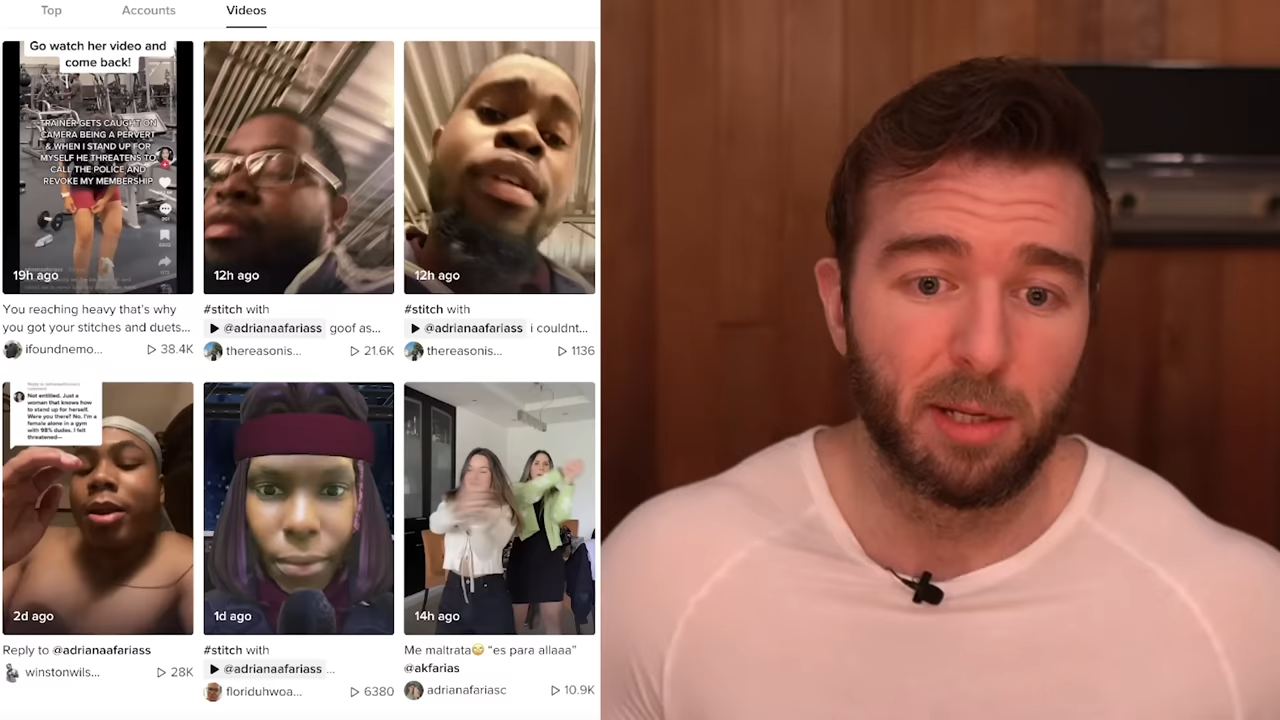 Top
Accounts
Videos
Go watch her video and
come back!
TRAINER GETS CAUGHT ON
CAMERA BEING A PERVERT
& WHEN I STAND UP FOR
MYSELF HE THREATENS TO
CALL THE POLICE AND
REVOKE MY MEMBERSHIP
19h ago
12h ago
12h ago
You reaching heavy that's why
you got your stitches and duets...
ifoundnemo...
38.4K
#stitch with
@adrianaafariass goof as...
thereasonis...
21.6K
#stitch with
@adrianaafariass i couldnt...
thereasonis...
1136
Not entitled. Just a
woman that knows how
to stand up for herself.
Were you there? No. I'm a
female alone in a gym
with 98% dudes. I felt
threatened—
2d ago
1d ago
14h ago
Reply to @adrianaafariass
winstonwils...
28K
#stitch with
@adrianaafariass ...
floriduhwoa...
6380
Me maltrata🥴 “es para allaaa”
@akfarias
adrianafariasc
10.9K